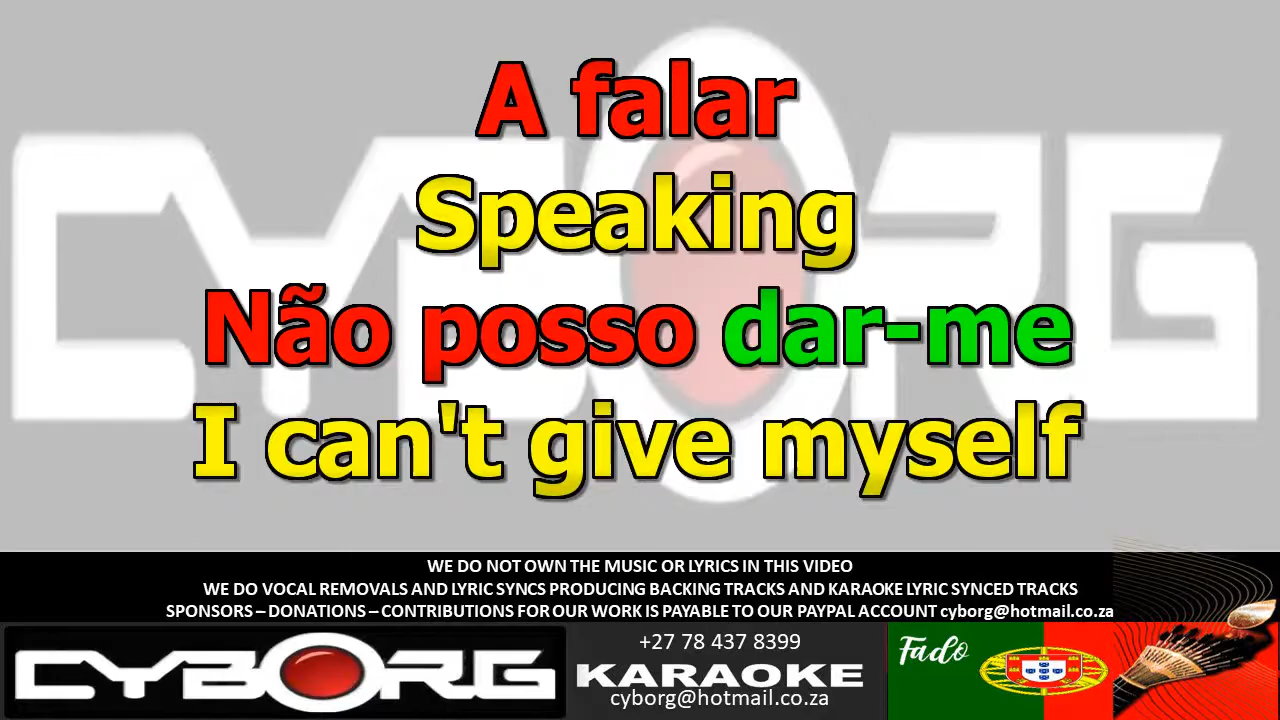 A falar
Speaking
Não posso dar-me
I can't give myself
WE DO NOT OWN THE MUSIC OR LYRICS IN THIS VIDEO
WE DO VOCAL REMOVALS AND LYRIC SYNCS PRODUCING BACKING TRACKS AND KARAOKE LYRIC SYNCED TRACKS
SPONSORS – DONATIONS – CONTRIBUTIONS FOR OUR WORK IS PAYABLE TO OUR PAYPAL ACCOUNT cyborg@hotmail.co.za
CYBORG
+27 78 437 8399
KARAOKE
cyborg@hotmail.co.za
Fado
CYBORG